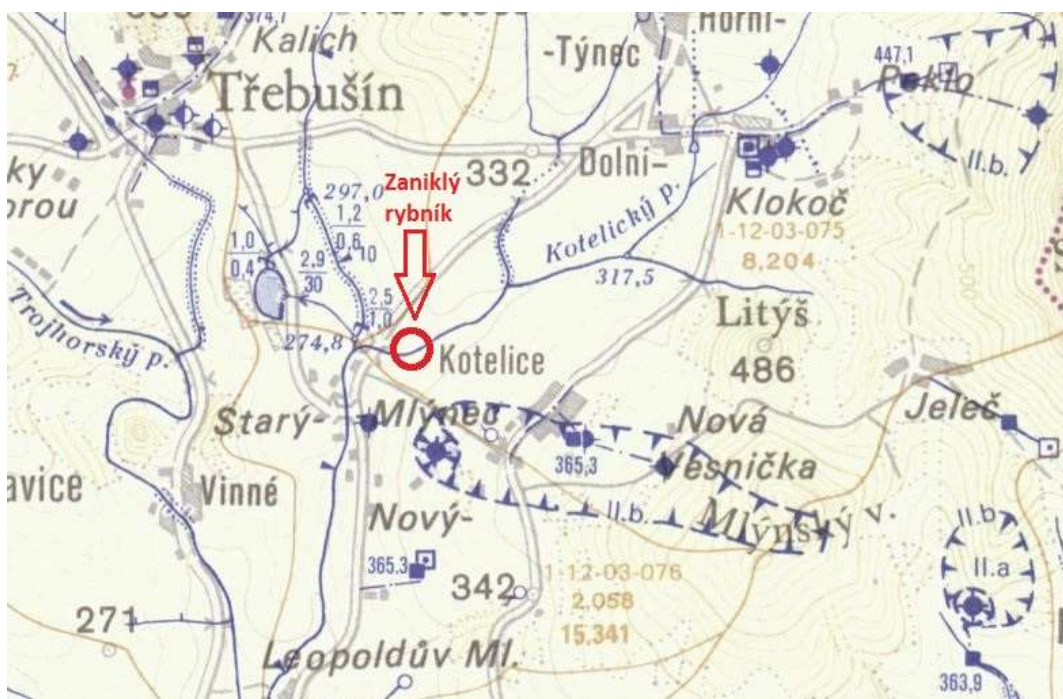 374,1
Kalich
Třebušín
-Týnec
Horní-
447,1
Peklo
II.b.
ky
orou
297,0
Zaniklý
rybník
332
Dolní-
Kotelický p.
Klokoč
1-12-03-075
8,204
1,2
0,6
10
1,0
0,4
2,9
30
2,5
1,0
317,5
500
Trojhorský p.
274,8
Kotelice
Litýš
486
Starý-
Mlýnec
Nová
Vesnička
365,3
Jeleč
avice
Vinné
II.b.
Mlýnský v.
II.b
II.a
Nový-
365.3
342
1-12-03-076
2,058
15,341
271
Leopoldův Ml.
363,9